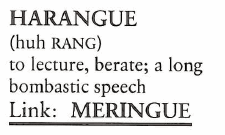 HARANGUE
(huh RANG)
to lecture, berate; a long
bombastic speech
Link: MERINGUE